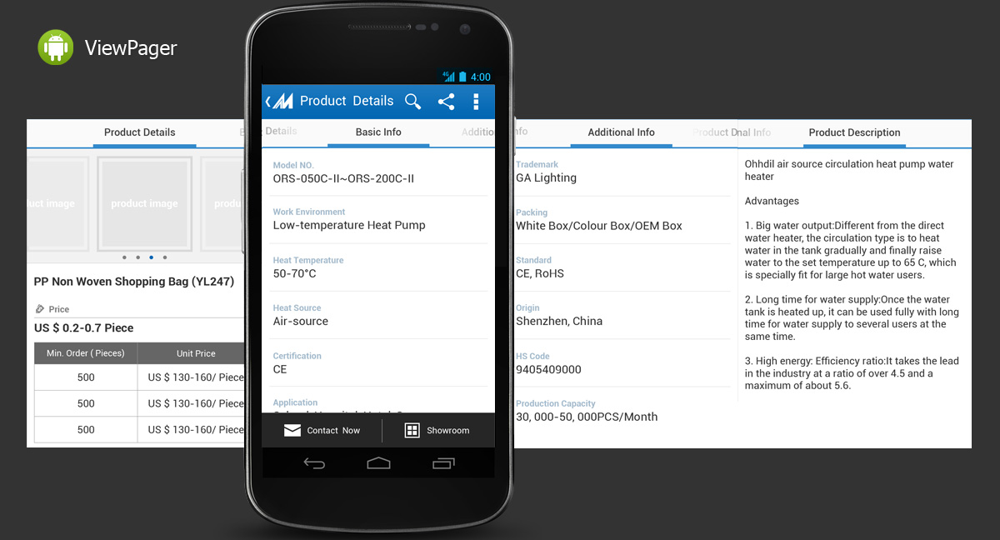 ViewPager
4G
4:00
Product Details
Product Details
product image
PP Non Woven Shopping Bag (YL247)
Price
US $ 0.2-0.7 Piece
Min. Order ( Pieces) Unit Price
500 US $ 130-160/ Piece
500 US $ 130-160/ Piece
500 US $ 130-160/ Piece
Details Basic Info Additio
Model NO.
ORS-050C-II~ORS-200C-II
Work Environment
Low-temperature Heat Pump
Heat Temperature
50-70°C
Heat Source
Air-source
Certification
CE
Application
Contact Now Showroom
nfo Additional Info Product D
Trademark
GA Lighting
Packing
White Box/Colour Box/OEM Box
Standard
CE, RoHS
Origin
Shenzhen, China
HS Code
9405409000
Production Capacity
30, 000-50, 000PCS/Month
nal Info Product Description
Ohhdil air source circulation heat pump water
heater
Advantages
1. Big water output:Different from the direct
water heater, the circulation type is to heat
water in the tank gradually and finally raise
water to the set temperature up to 65 C, which
is specially fit for large hot water users.
2. Long time for water supply:Once the water
tank is heated up, it can be used fully with long
time for water supply to several users at the
same time.
3. High energy: Efficiency ratio:It takes the lead
in the industry at a ratio of over 4.5 and a
maximum of about 5.6.